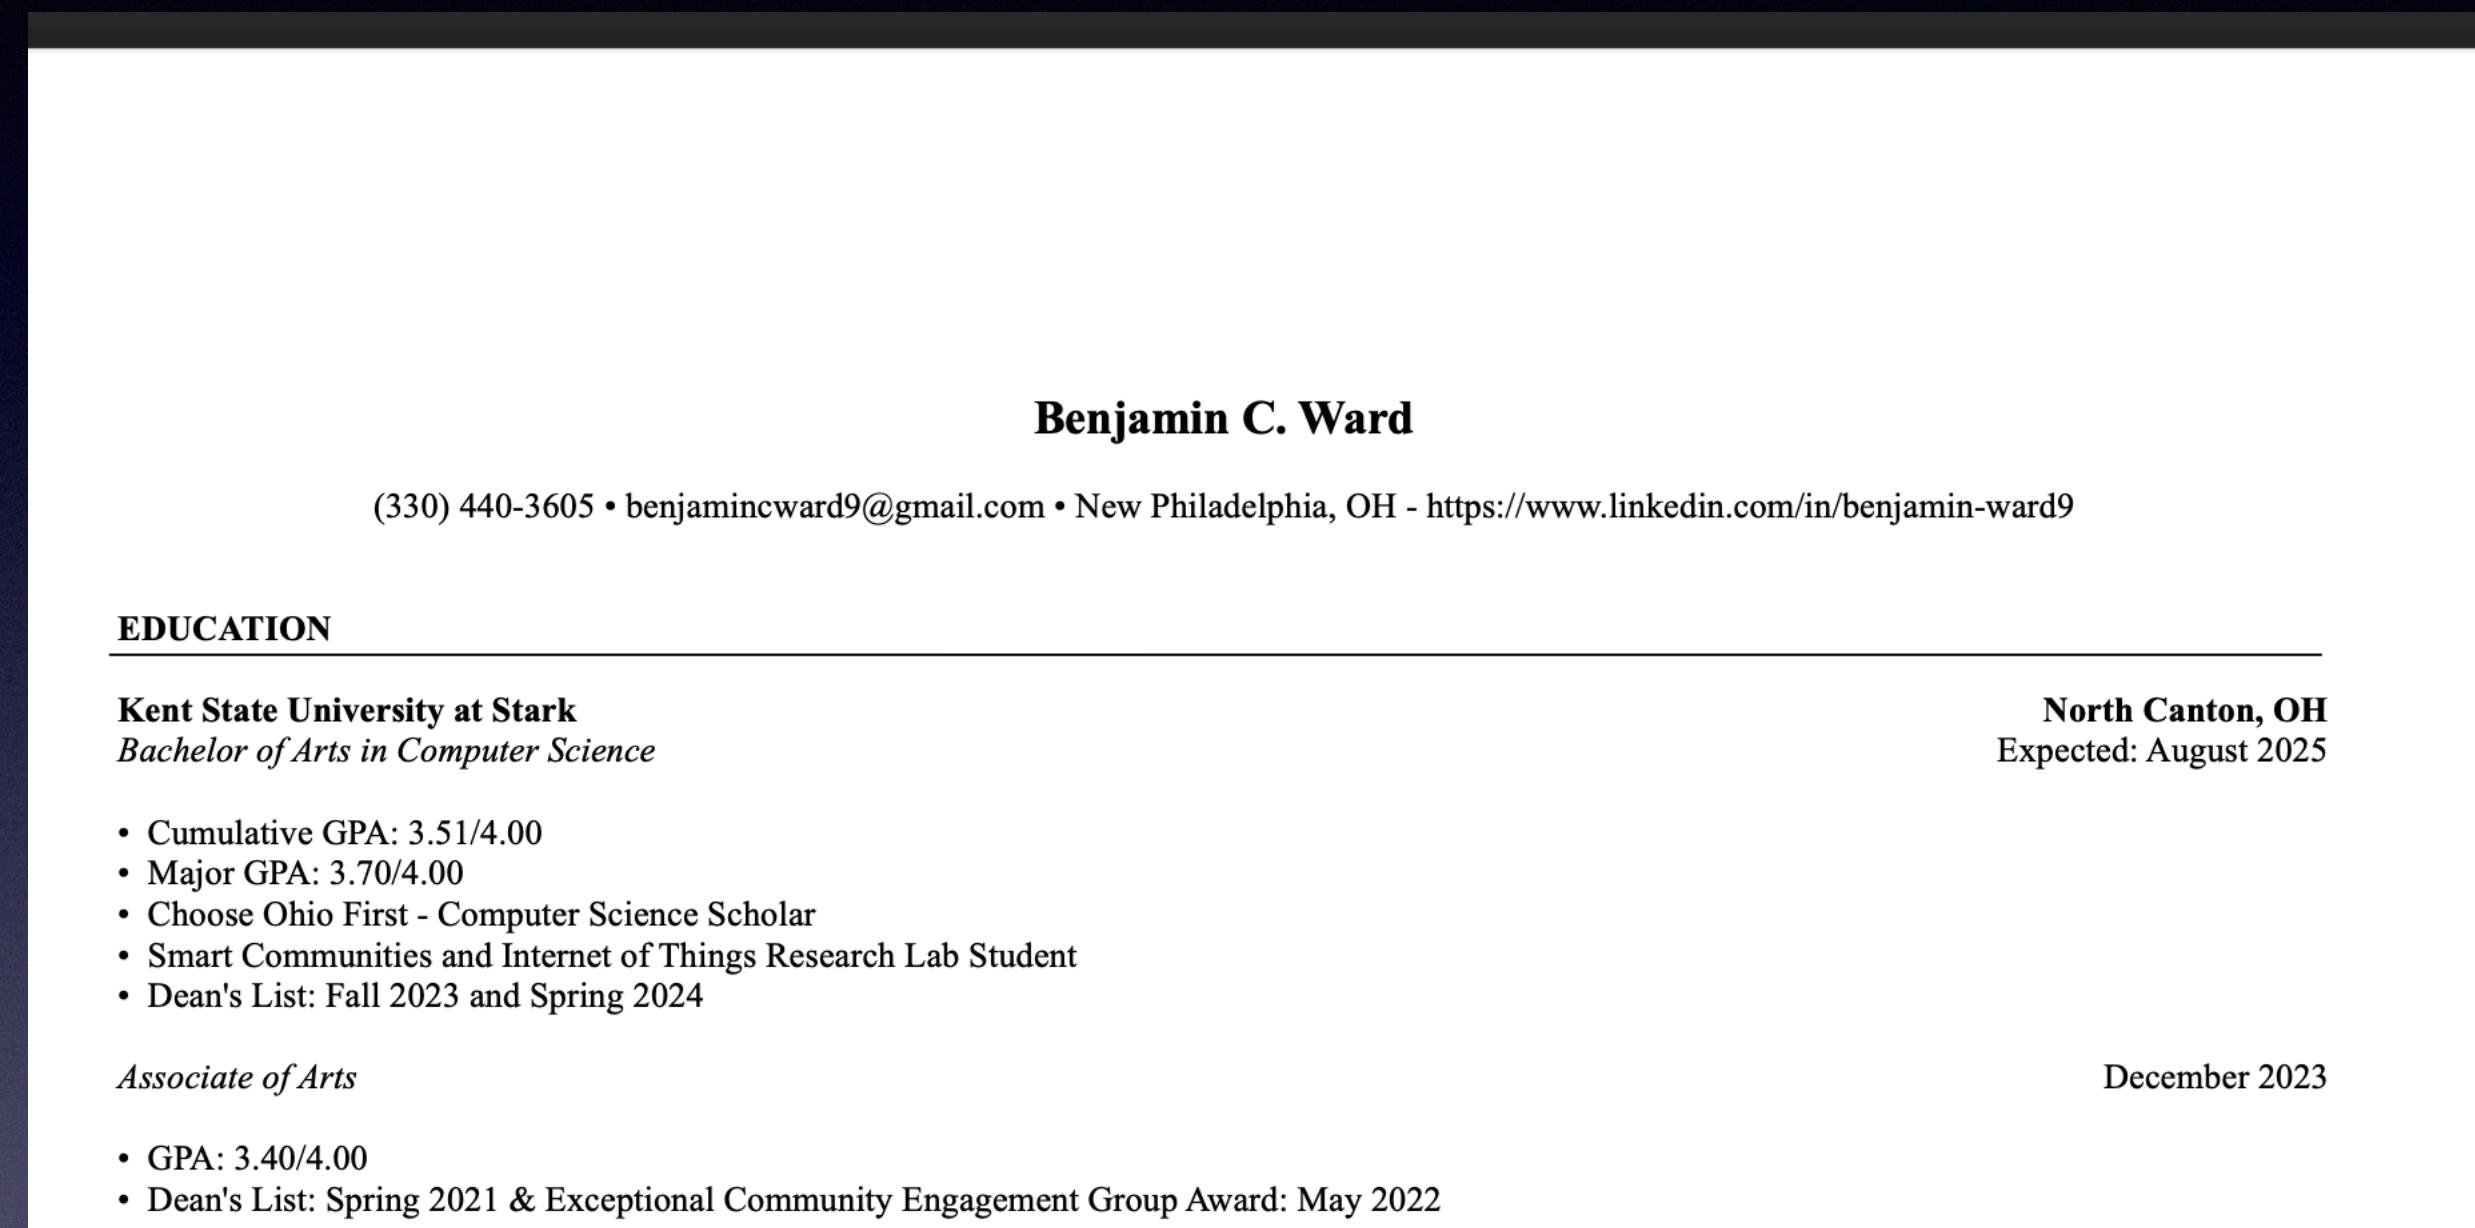 Benjamin C. Ward
(330) 440-3605 • benjamincward9@gmail.com • New Philadelphia, OH - https://www.linkedin.com/in/benjamin-ward9
EDUCATION
Kent State University at Stark North Canton, OH
Bachelor of Arts in Computer Science Expected: August 2025
• Cumulative GPA: 3.51/4.00
• Major GPA: 3.70/4.00
• Choose Ohio First - Computer Science Scholar
• Smart Communities and Internet of Things Research Lab Student
• Dean's List: Fall 2023 and Spring 2024
Associate of Arts December 2023
• GPA: 3.40/4.00
• Dean's List: Spring 2021 & Exceptional Community Engagement Group Award: May 2022